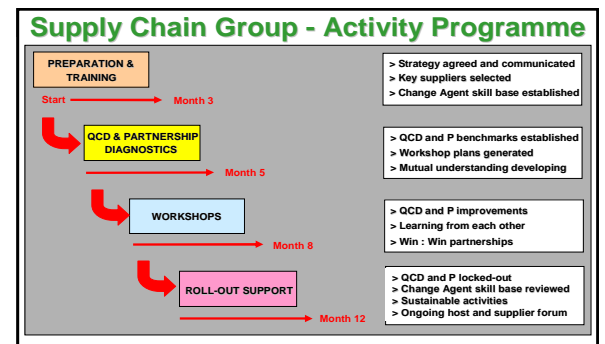 Supply Chain Group - Activity Programme
PREPARATION &
TRAINING
Start
Month 3
> Strategy agreed and communicated
> Key suppliers selected
> Change Agent skill base established
QCD & PARTNERSHIP
DIAGNOSTICS
Month 5
> QCD and P benchmarks established
> Workshop plans generated
> Mutual understanding developing
WORKSHOPS
Month 8
> QCD and P improvements
> Learning from each other
> Win : Win partnerships
ROLL-OUT SUPPORT
Month 12
> QCD and P locked-out
> Change Agent skill base reviewed
> Sustainable activities
> Ongoing host and supplier forum